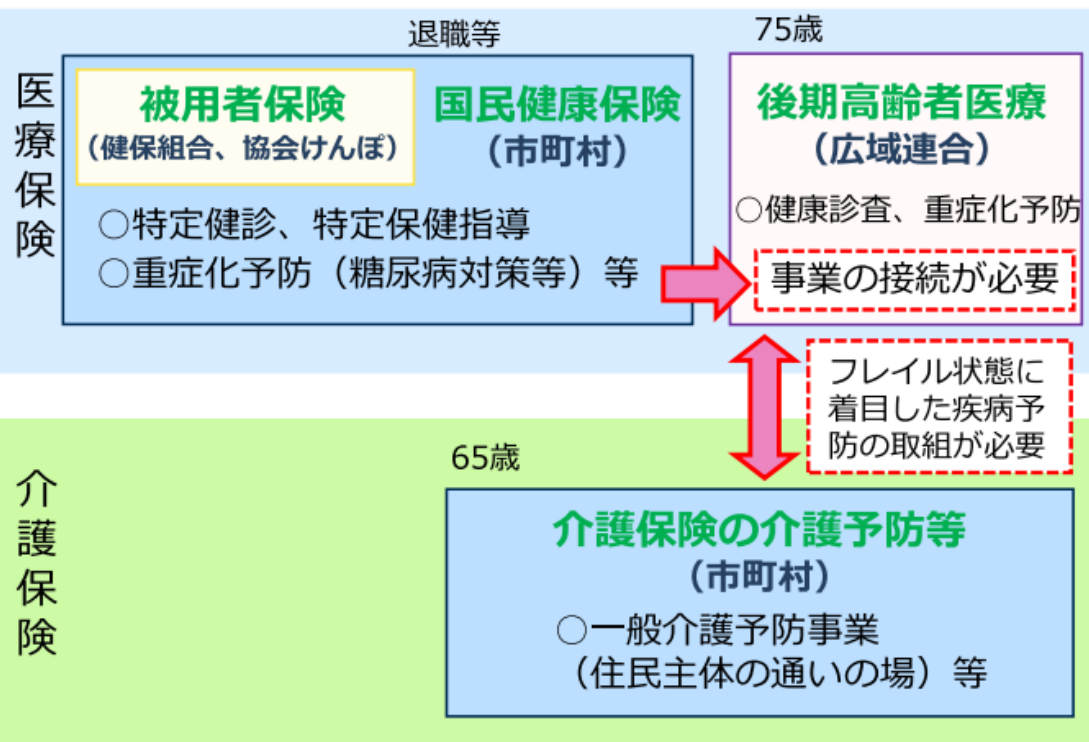 医療保険
退職等
被用者保険
(健保組合、協会けんぽ)
国民健康保険
(市町村)
○特定健診、特定保健指導
○重症化予防（糖尿病対策等）等
75歳
後期高齢者医療
(広域連合)
○健康診査、重症化予防
事業の接続が必要
フレイル状態に
着目した疾病予
防の取組が必要
介護保険
65歳
介護保険の介護予防等
(市町村)
○一般介護予防事業
（住民主体の通いの場）等